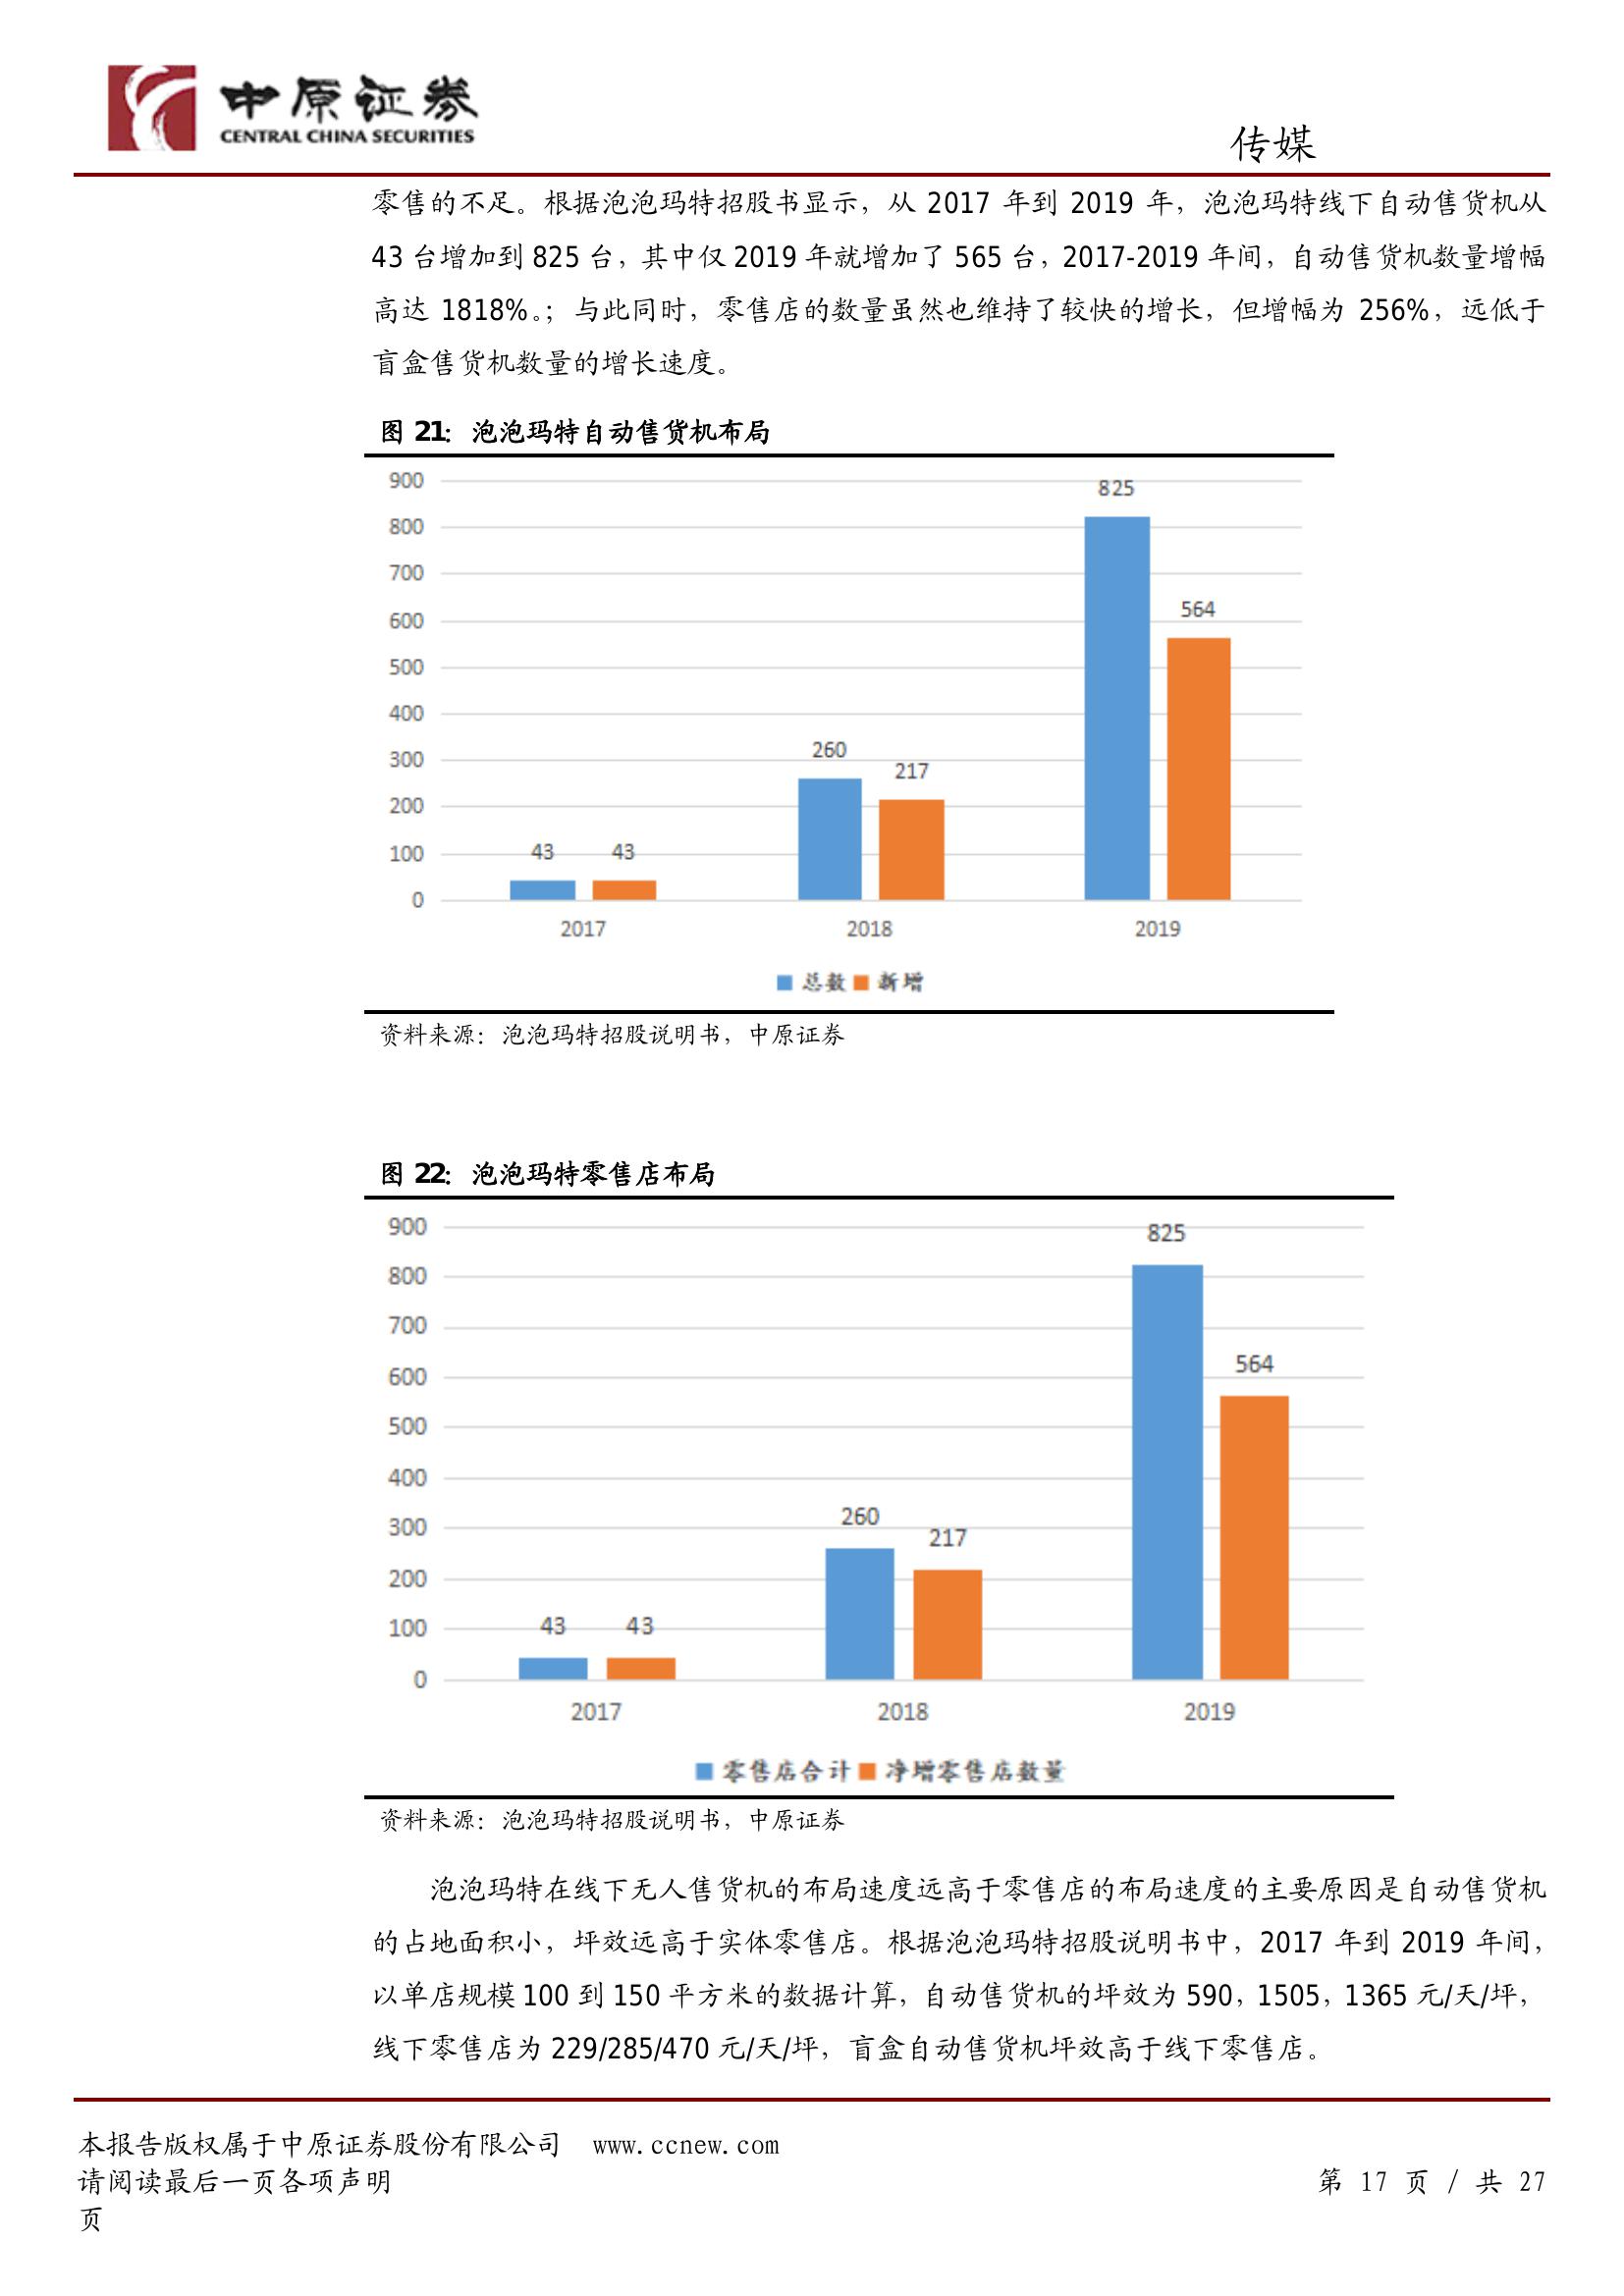 中原证券
CENTRAL CHINA SECURITIES
传媒
零售的不足。根据泡泡玛特招股书显示，从 2017 年到 2019 年，泡泡玛特线下自动售货机从
43 台增加到 825 台，其中仅 2019 年就增加了 565 台，2017-2019 年间，自动售货机数量增幅
高达 1818%。；与此同时，零售店的数量虽然也维持了较快的增长，但增幅为 256%，远低于
盲盒售货机数量的增长速度。
图 21：泡泡玛特自动售货机布局
900
825
800
700
600
564
500
400
300
260
217
200
100
43
43
0
2017 2018 2019
总数 新增
资料来源：泡泡玛特招股说明书，中原证券
图 22：泡泡玛特零售店布局
900
825
800
700
600
564
500
400
300
260
217
200
100
43
43
0
2017 2018 2019
零售店合计 净增零售店数量
资料来源：泡泡玛特招股说明书，中原证券
泡泡玛特在线下无人售货机的布局速度远高于零售店的布局速度的主要原因是自动售货机
的占地面积小，坪效远高于实体零售店。根据泡泡玛特招股说明书中，2017 年到 2019 年间，
以单店规模 100 到 150 平方米的数据计算，自动售货机的坪效为 590，1505，1365 元/天/坪，
线下零售店为 229/285/470 元/天/坪，盲盒自动售货机坪效高于线下零售店。
本报告版权属于中原证券股份有限公司 www.ccnew.com
请阅读最后一页各项声明 第 17 页 / 共 27
页